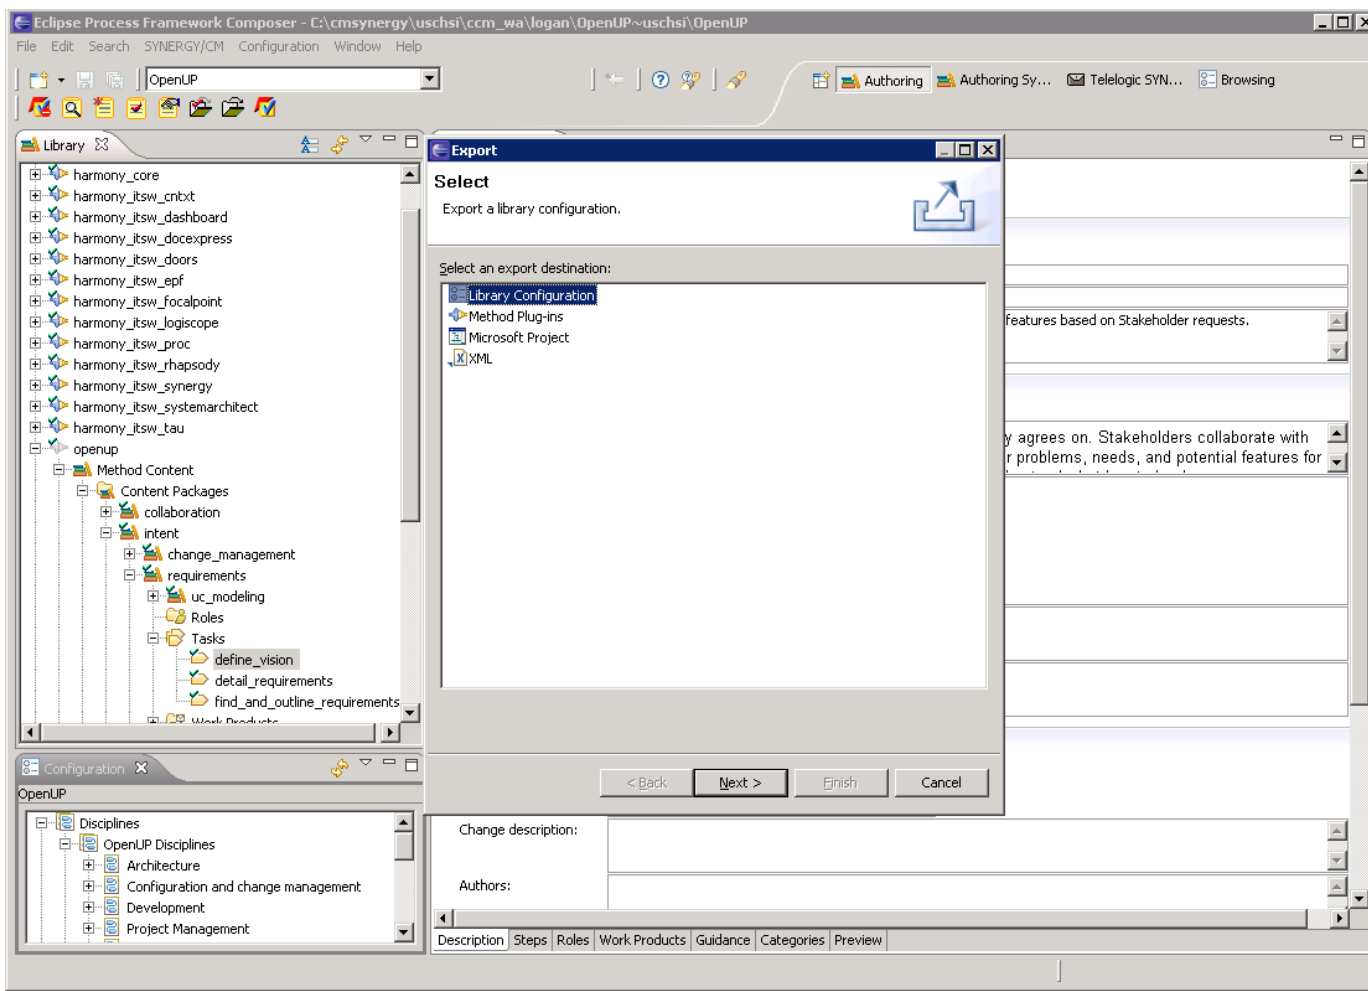 Eclipse Process Framework Composer - C:\cmsynergy\uschsi\ccm_wa\logan\OpenUP~uschsi\OpenUP
File Edit Search SYNERGY/CM Configuration Window Help
OpenUP
Authoring
Authoring Sy...
Telelogic SYN...
Browsing
Library
harmony_core
harmony_itsw_cntxt
harmony_itsw_dashboard
harmony_itsw_docexpress
harmony_itsw_doors
harmony_itsw_epf
harmony_itsw_focalpoint
harmony_itsw_logiscope
harmony_itsw_proc
harmony_itsw_rhapsody
harmony_itsw_synergy
harmony_itsw_systemarchitect
harmony_itsw_tau
openup
Method Content
Content Packages
collaboration
intent
change_management
requirements
uc_modeling
Roles
Tasks
define_vision
detail_requirements
find_and_outline_requirements
Work Products
Export
Select
Export a library configuration.
Select an export destination:
Library Configuration
Method Plug-ins
Microsoft Project
XML
< Back
Next >
Finish
Cancel
features based on Stakeholder requests.
y agrees on. Stakeholders collaborate with
r problems, needs, and potential features for
Configuration
OpenUP
Disciplines
OpenUP Disciplines
Architecture
Configuration and change management
Development
Project Management
Change description:
Authors:
Description Steps Roles Work Products Guidance Categories Preview